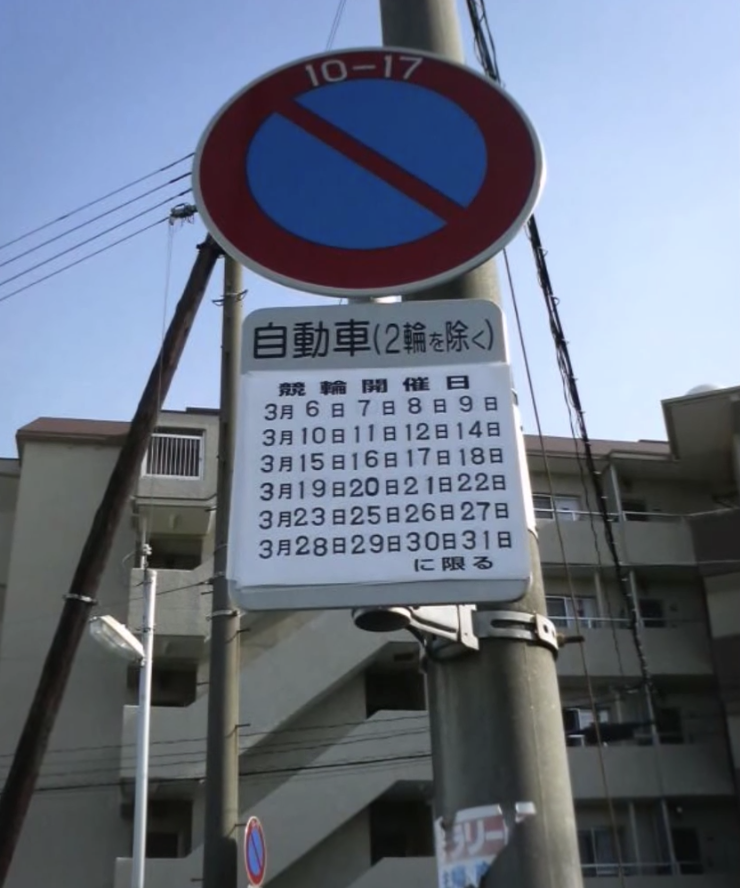 10-17
自動車(2輪を除く)
競輪開催日
3月6日7日8日9日
3月10日11日12日14日
3月15日16日17日18日
3月19日20日21日22日
3月23日25日26日27日
3月28日29日30日31日
に限る
ラリー